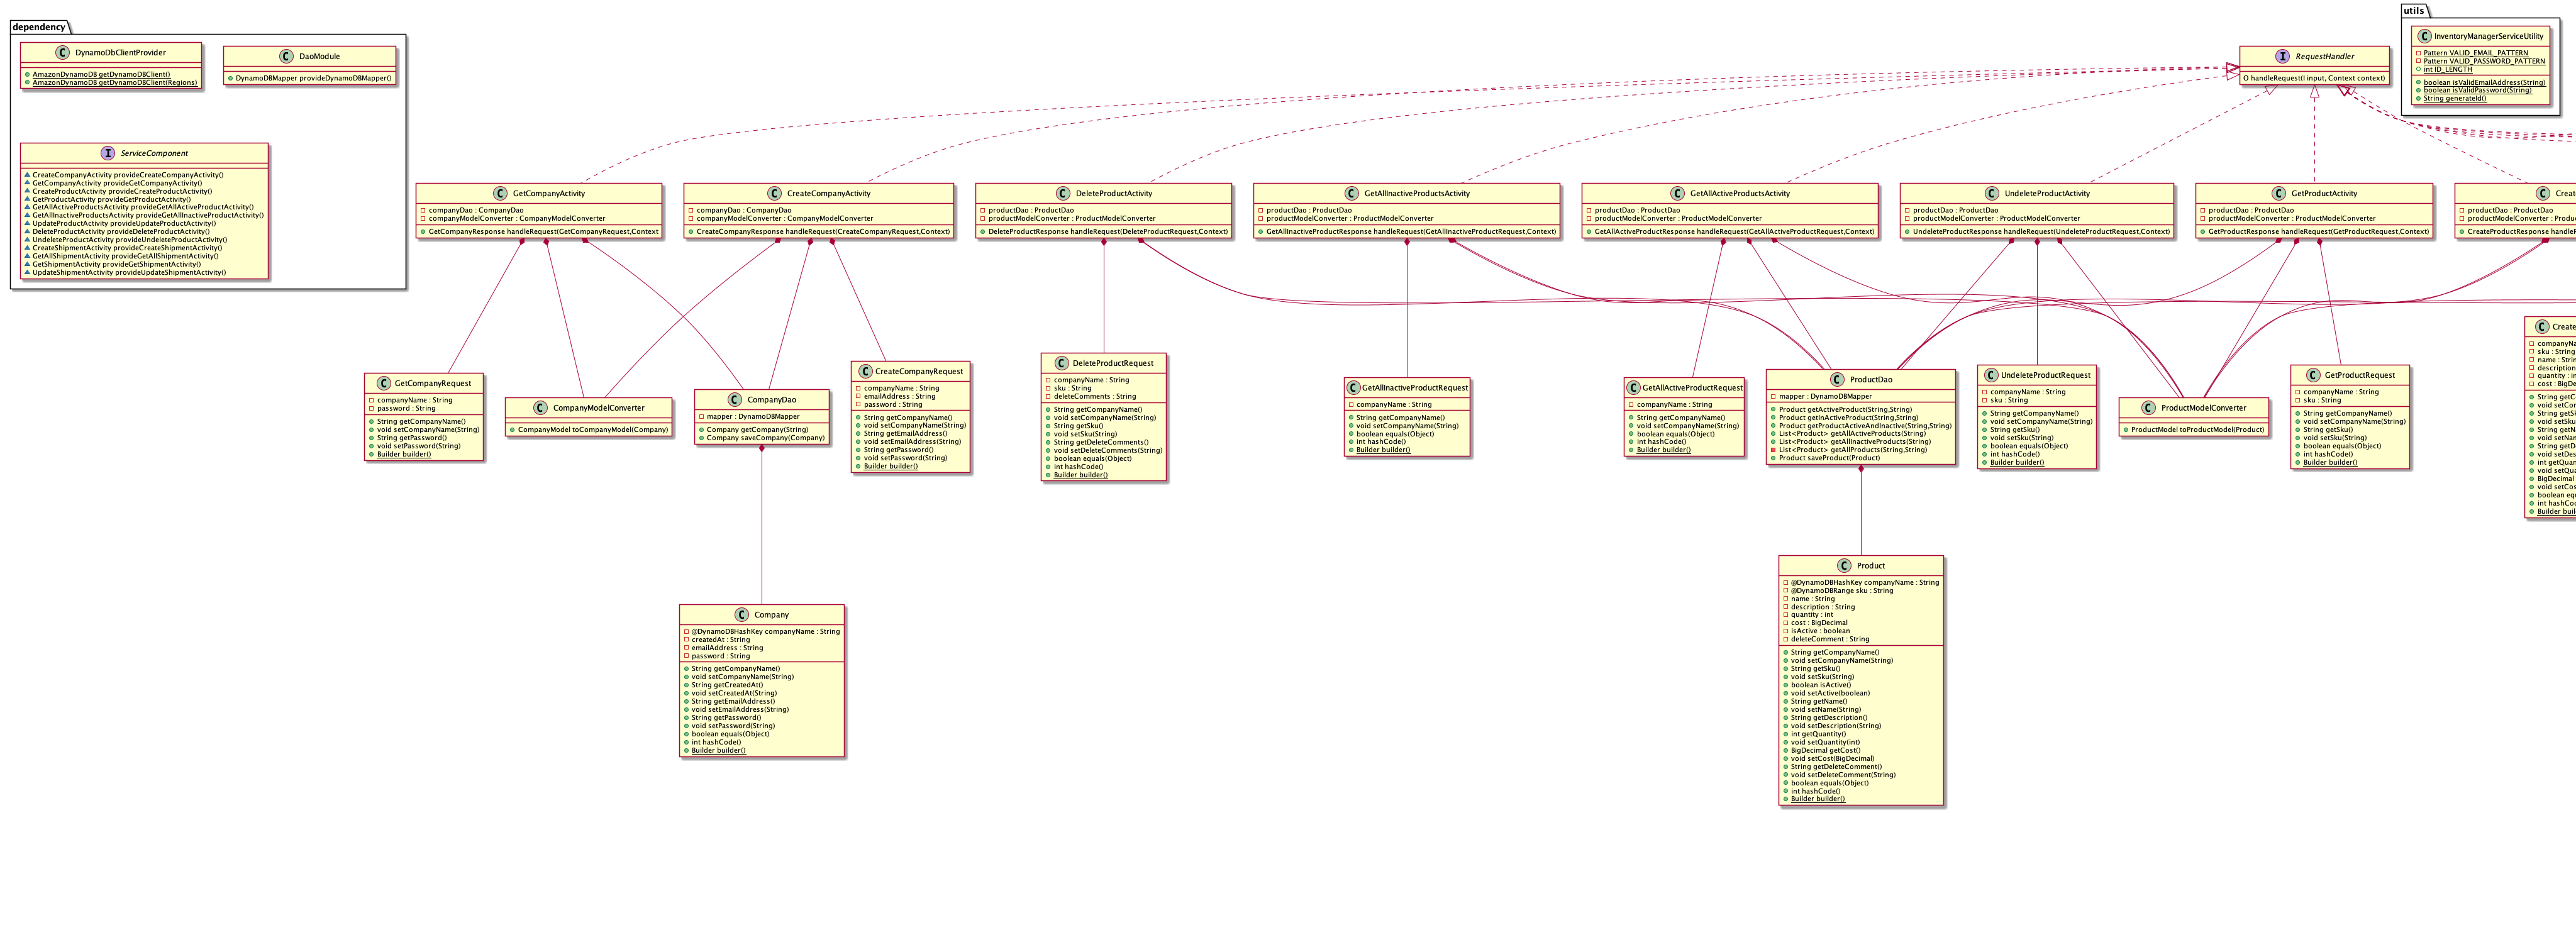 dependency
DynamoDbClientProvider
AmazonDynamoDB getDynamoDBClient()
AmazonDynamoDB getDynamoDBClient(Regions)
DaoModule
DynamoDBMapper provideDynamoDBMapper()
ServiceComponent
CreateCompanyActivity provideCreateCompanyActivity()
GetCompanyActivity provideGetCompanyActivity()
CreateProductActivity provideCreateProductActivity()
GetProductActivity provideGetProductActivity()
GetAllActiveProductsActivity provideGetAllActiveProductActivity()
GetAllInactiveProductsActivity provideGetAllInactiveProductActivity()
UpdateProductActivity provideUpdateProductActivity()
DeleteProductActivity provideDeleteProductActivity()
UndeleteProductActivity provideUndeleteProductActivity()
CreateShipmentActivity provideCreateShipmentActivity()
GetAllShipmentActivity provideGetAllShipmentActivity()
GetShipmentActivity provideGetShipmentActivity()
UpdateShipmentActivity provideUpdateShipmentActivity()
RequestHandler
O handleRequest(I input, Context context)
utils
InventoryManagerServiceUtility
Pattern VALID_EMAIL_PATTERN
Pattern VALID_PASSWORD_PATTERN
int ID_LENGTH
boolean isValidEmailAddress(String)
boolean isValidPassword(String)
String generateId()
GetCompanyActivity
companyDao : CompanyDao
companyModelConverter : CompanyModelConverter
GetCompanyResponse handleRequest(GetCompanyRequest,Context
CreateCompanyActivity
companyDao : CompanyDao
companyModelConverter : CompanyModelConverter
CreateCompanyResponse handleRequest(CreateCompanyRequest,Context)
DeleteProductActivity
productDao : ProductDao
productModelConverter : ProductModelConverter
DeleteProductResponse handleRequest(DeleteProductRequest,Context)
GetAllInactiveProductsActivity
productDao : ProductDao
productModelConverter : ProductModelConverter
GetAllInactiveProductResponse handleRequest(GetAllInactiveProductRequest,Context)
GetAllActiveProductsActivity
productDao : ProductDao
productModelConverter : ProductModelConverter
GetAllActiveProductResponse handleRequest(GetAllActiveProductRequest,Context)
UndeleteProductActivity
productDao : ProductDao
productModelConverter : ProductModelConverter
UndeleteProductResponse handleRequest(UndeleteProductRequest,Context)
GetProductActivity
productDao : ProductDao
productModelConverter : ProductModelConverter
GetProductResponse handleRequest(GetProductRequest,Context)
Creat
productDao : ProductDao
productModelConverter : Produc
CreateProductResponse handleR
GetCompanyRequest
companyName : String
password : String
String getCompanyName()
void setCompanyName(String)
String getPassword()
void setPassword(String)
Builder builder()
CompanyModelConverter
CompanyModel toCompanyModel(Company)
CompanyDao
mapper : DynamoDBMapper
Company getCompany(String)
Company saveCompany(Company)
CreateCompanyRequest
companyName : String
emailAddress : String
password : String
String getCompanyName()
void setCompanyName(String)
String getEmailAddress()
void setEmailAddress(String)
String getPassword()
void setPassword(String)
Builder builder()
DeleteProductRequest
companyName : String
sku : String
deleteComments : String
String getCompanyName()
void setCompanyName(String)
String getSku()
void setSku(String)
String getDeleteComments()
void setDeleteComments(String)
boolean equals(Object)
int hashCode()
Builder builder()
GetAllInactiveProductRequest
companyName : String
String getCompanyName()
void setCompanyName(String)
boolean equals(Object)
int hashCode()
Builder builder()
GetAllActiveProductRequest
companyName : String
String getCompanyName()
void setCompanyName(String)
boolean equals(Object)
int hashCode()
Builder builder()
ProductDao
mapper : DynamoDBMapper
Product getActiveProduct(String,String)
Product getInActiveProduct(String,String)
Product getProductActiveAndInactive(String,String)
List<Product> getAllActiveProducts(String)
List<Product> getAllInactiveProducts(String)
List<Product> getAllProducts(String,String)
Product saveProduct(Product)
UndeleteProductRequest
companyName : String
sku : String
String getCompanyName()
void setCompanyName(String)
String getSku()
void setSku(String)
boolean equals(Object)
int hashCode()
Builder builder()
ProductModelConverter
ProductModel toProductModel(Product)
GetProductRequest
companyName : String
sku : String
String getCompanyName()
void setCompanyName(String)
String getSku()
void setSku(String)
boolean equals(Object)
int hashCode()
Builder builder()
Create
companyNa
sku : String
name : Strin
description
quantity : in
cost : BigDe
String getC
void setCor
String getSk
void setSku
String getN
void setNam
String getDe
void setDes
int getQuan
void setQua
BigDecimal
void setCos
boolean equ
int hashCod
Builder buil
Company
@DynamoDBHashKey companyName : String
createdAt : String
emailAddress : String
password : String
String getCompanyName()
void setCompanyName(String)
String getCreatedAt()
void setCreatedAt(String)
String getEmailAddress()
void setEmailAddress(String)
String getPassword()
void setPassword(String)
boolean equals(Object)
int hashCode()
Builder builder()
Product
@DynamoDBHashKey companyName : String
@DynamoDBRange sku : String
name : String
description : String
quantity : int
cost : BigDecimal
isActive : boolean
deleteComment : String
String getCompanyName()
void setCompanyName(String)
String getSku()
void setSku(String)
boolean isActive()
void setActive(boolean)
String getName()
void setName(String)
String getDescription()
void setDescription(String)
int getQuantity()
void setQuantity(int)
BigDecimal getCost()
void setCost(BigDecimal)
String getDeleteComment()
void setDeleteComment(String)
boolean equals(Object)
int hashCode()
Builder builder()